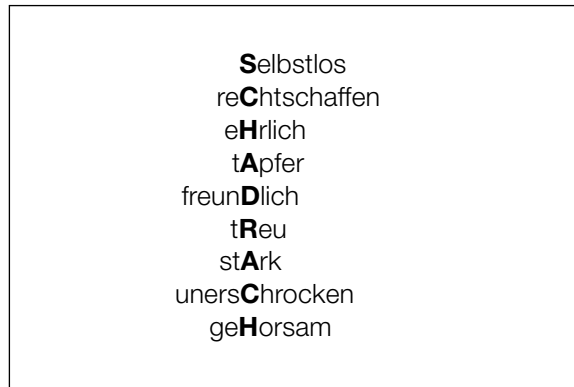 Selbstlos
reChtschaffen
eHrlich
tApfer
freunDlich
tReu
stArk
unersChrocken
geHorsam